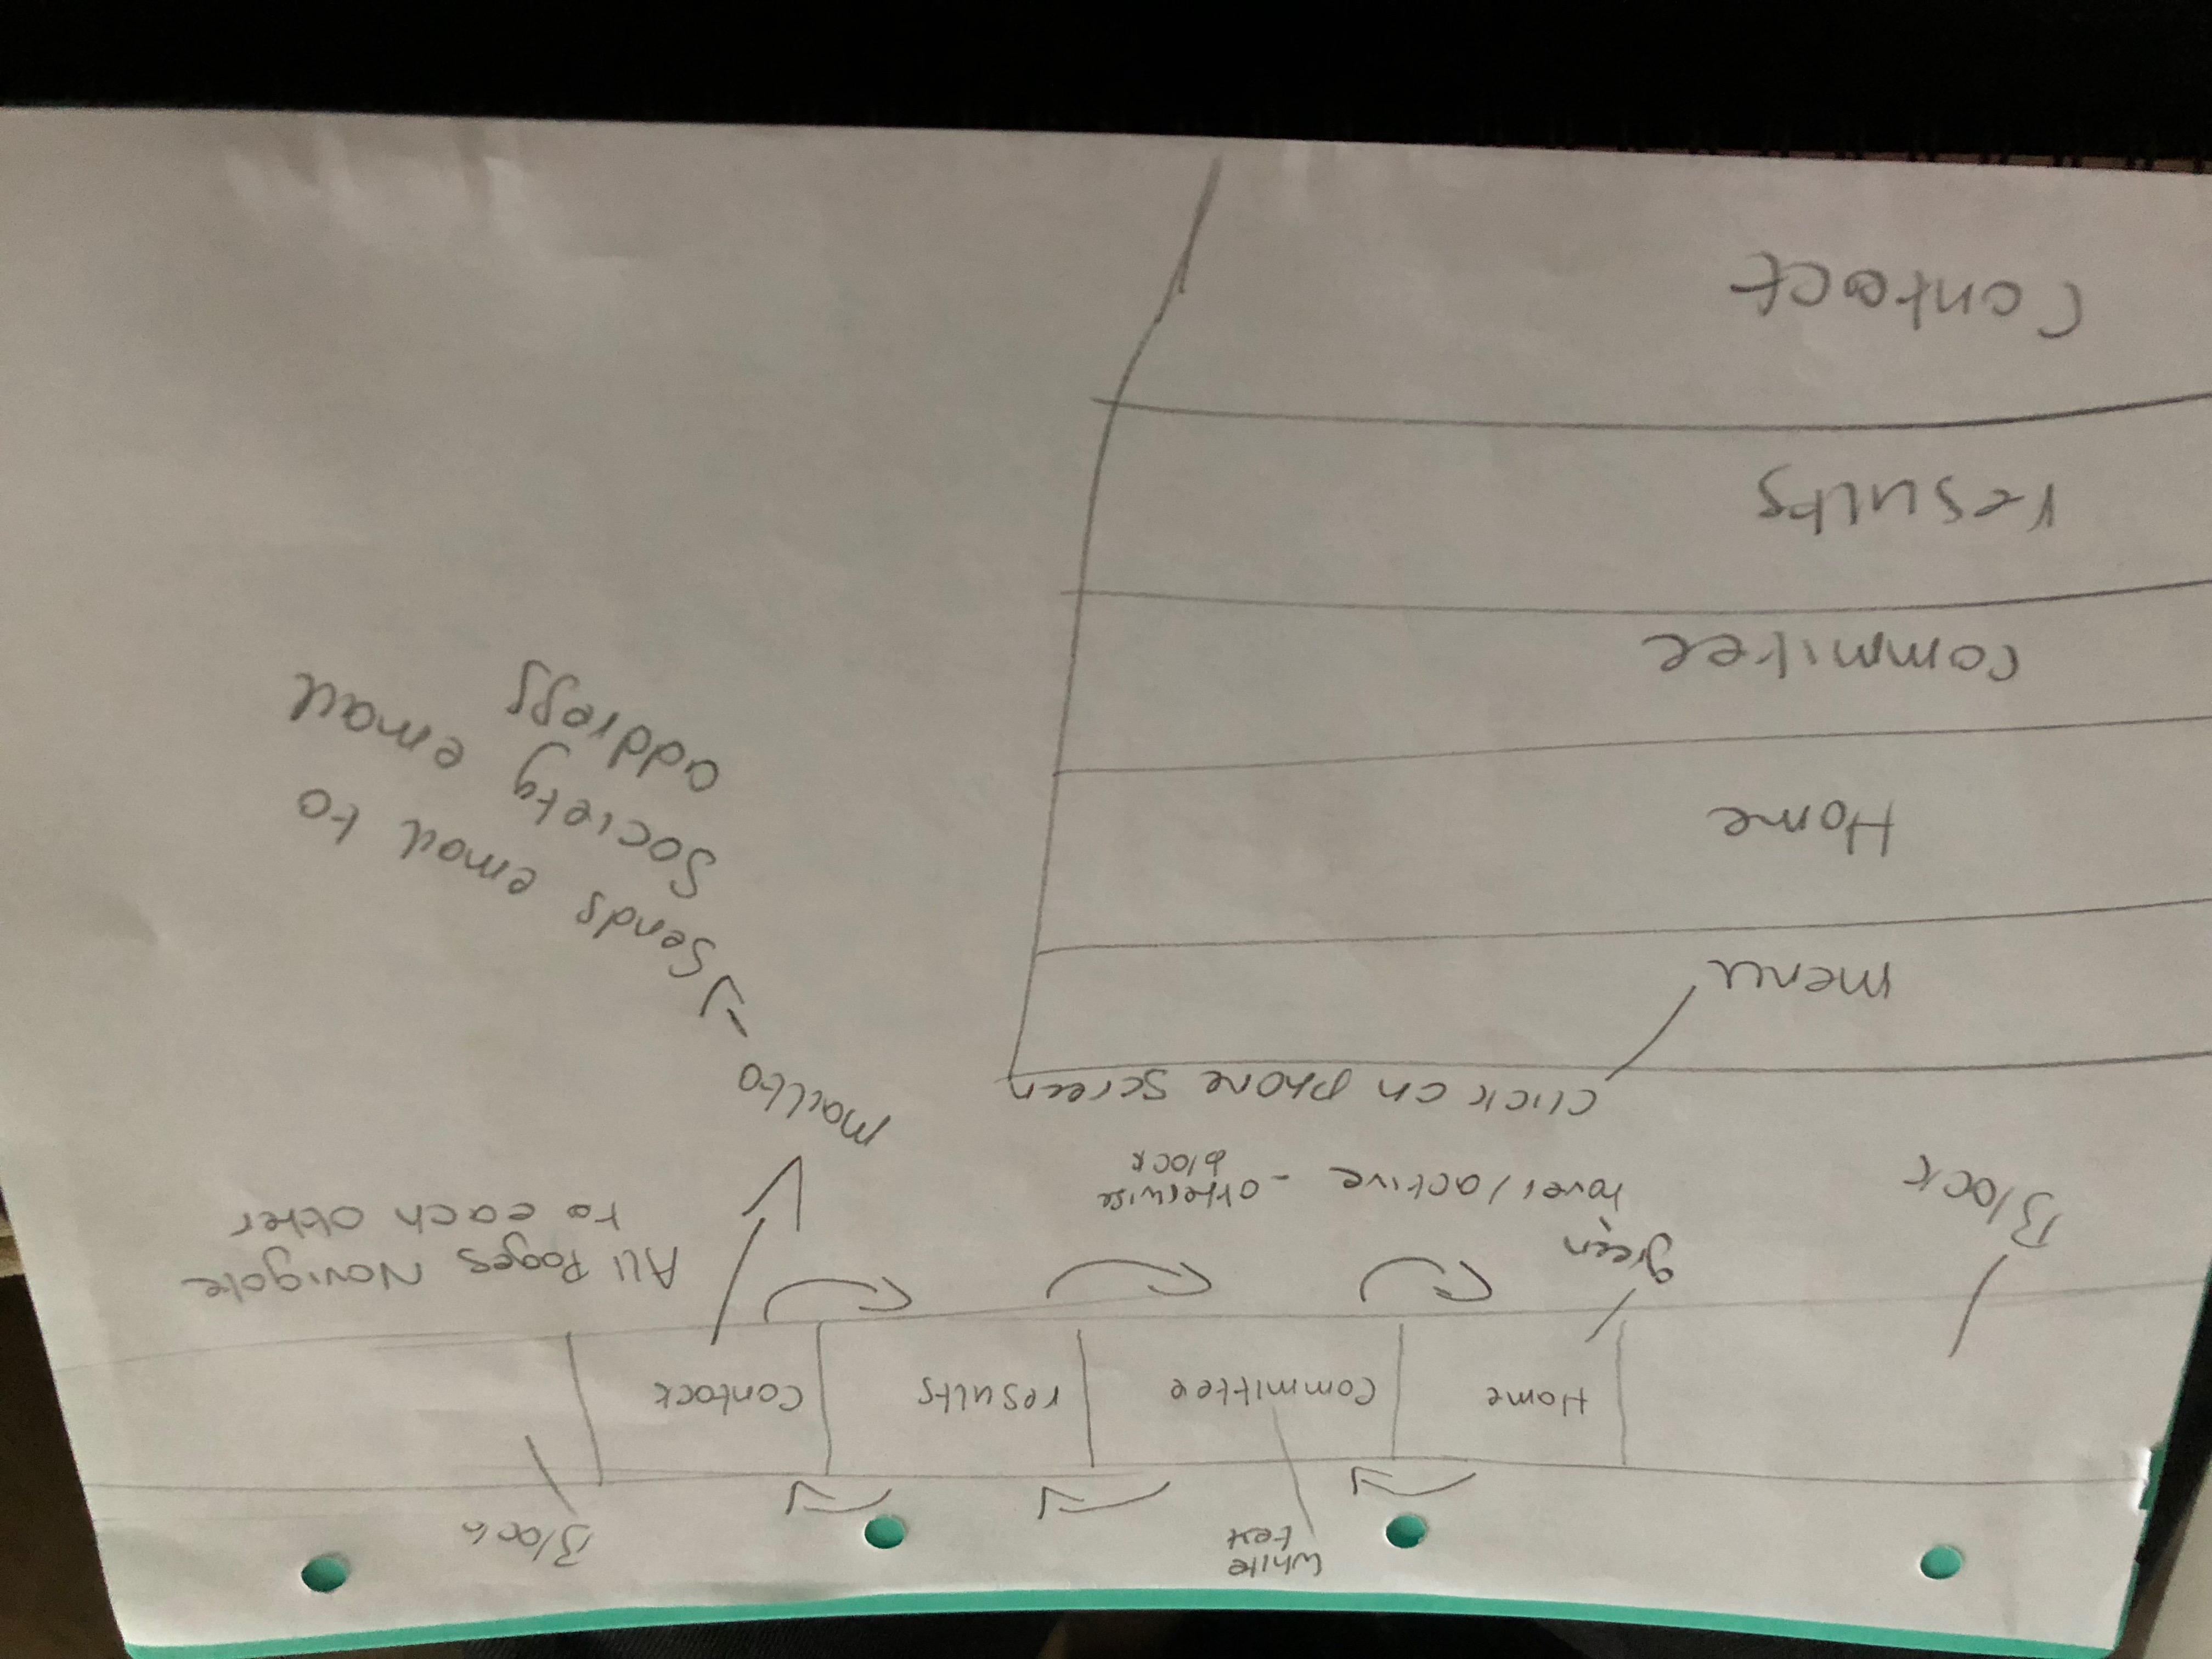 white
text
Black
Home
Committee
results
Contact
Black
green
hover/active - otherwise
black
All Pages Navigate
to each other
Mailto
Sends email to
Society email
address
click on phone screen
menu
Home
commitee
results
Contact